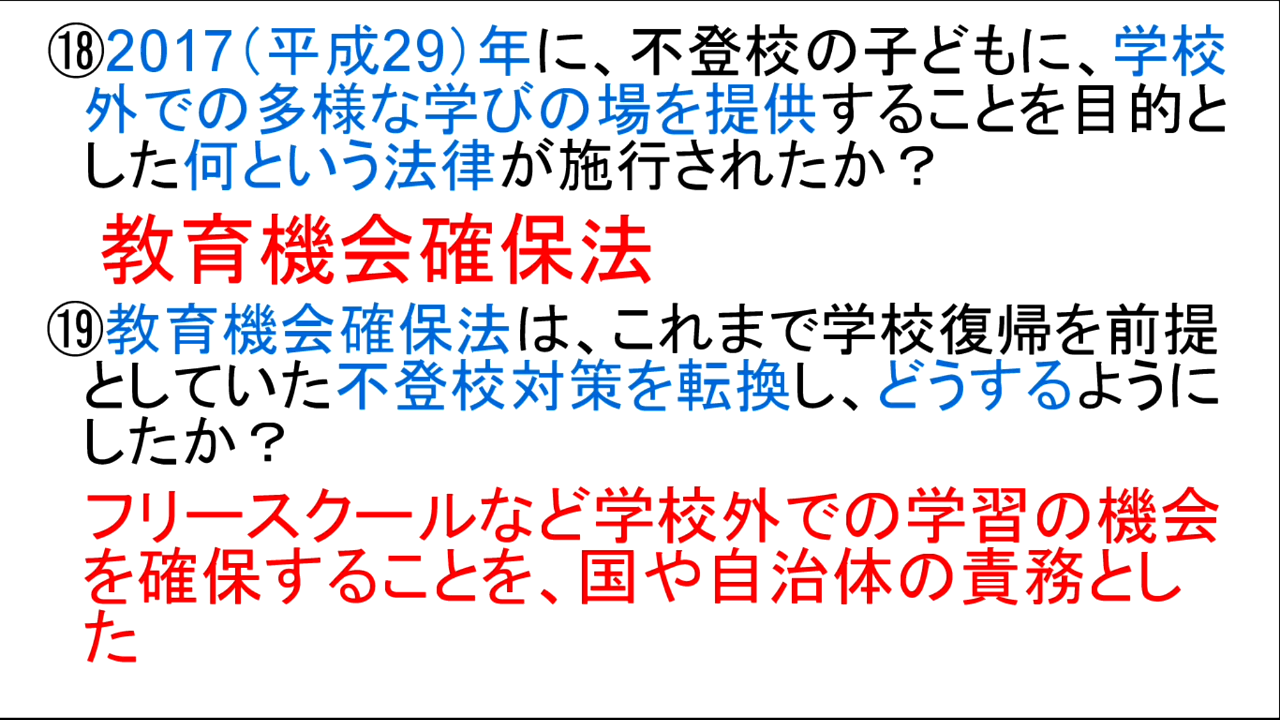 ⑱2017（平成29）年に、不登校の子どもに、学校
外での多様な学びの場を提供することを目的と
した何という法律が施行されたか？
教育機会確保法
⑲教育機会確保法は、これまで学校復帰を前提
としていた不登校対策を転換し、どうするように
したか？
フリースクールなど学校外での学習の機会
を確保することを、国や自治体の責務とし
た